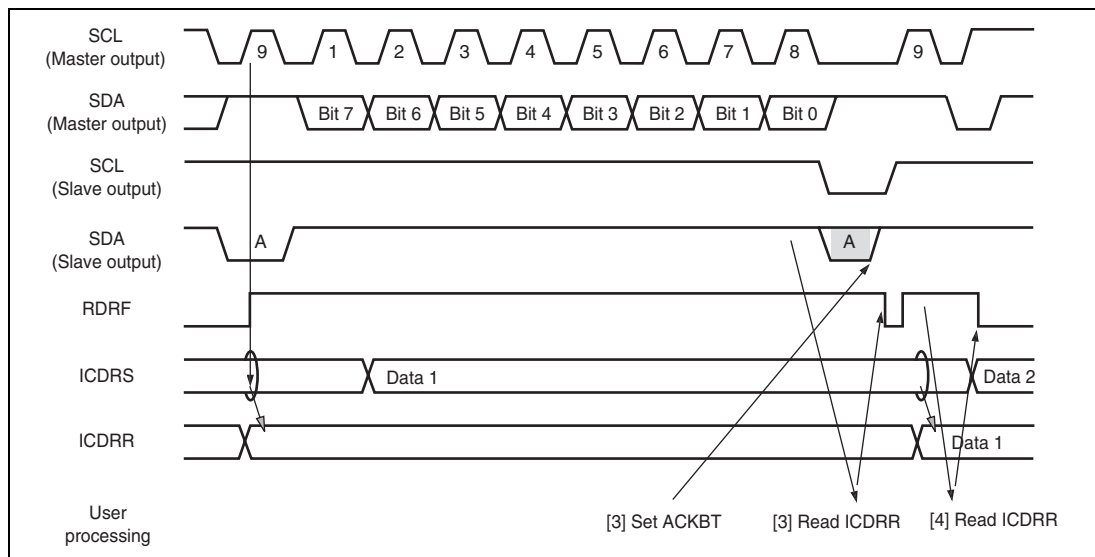 SCL
(Master output)
9 1 2 3 4 5 6 7 8 9
SDA
(Master output)
Bit 7 Bit 6 Bit 5 Bit 4 Bit 3 Bit 2 Bit 1 Bit 0
SCL
(Slave output)
SDA
(Slave output)
A A
RDRF
ICDRS
Data 1 Data 2
ICDRR
Data 1
User
processing
[3] Set ACKBT [3] Read ICDRR [4] Read ICDRR